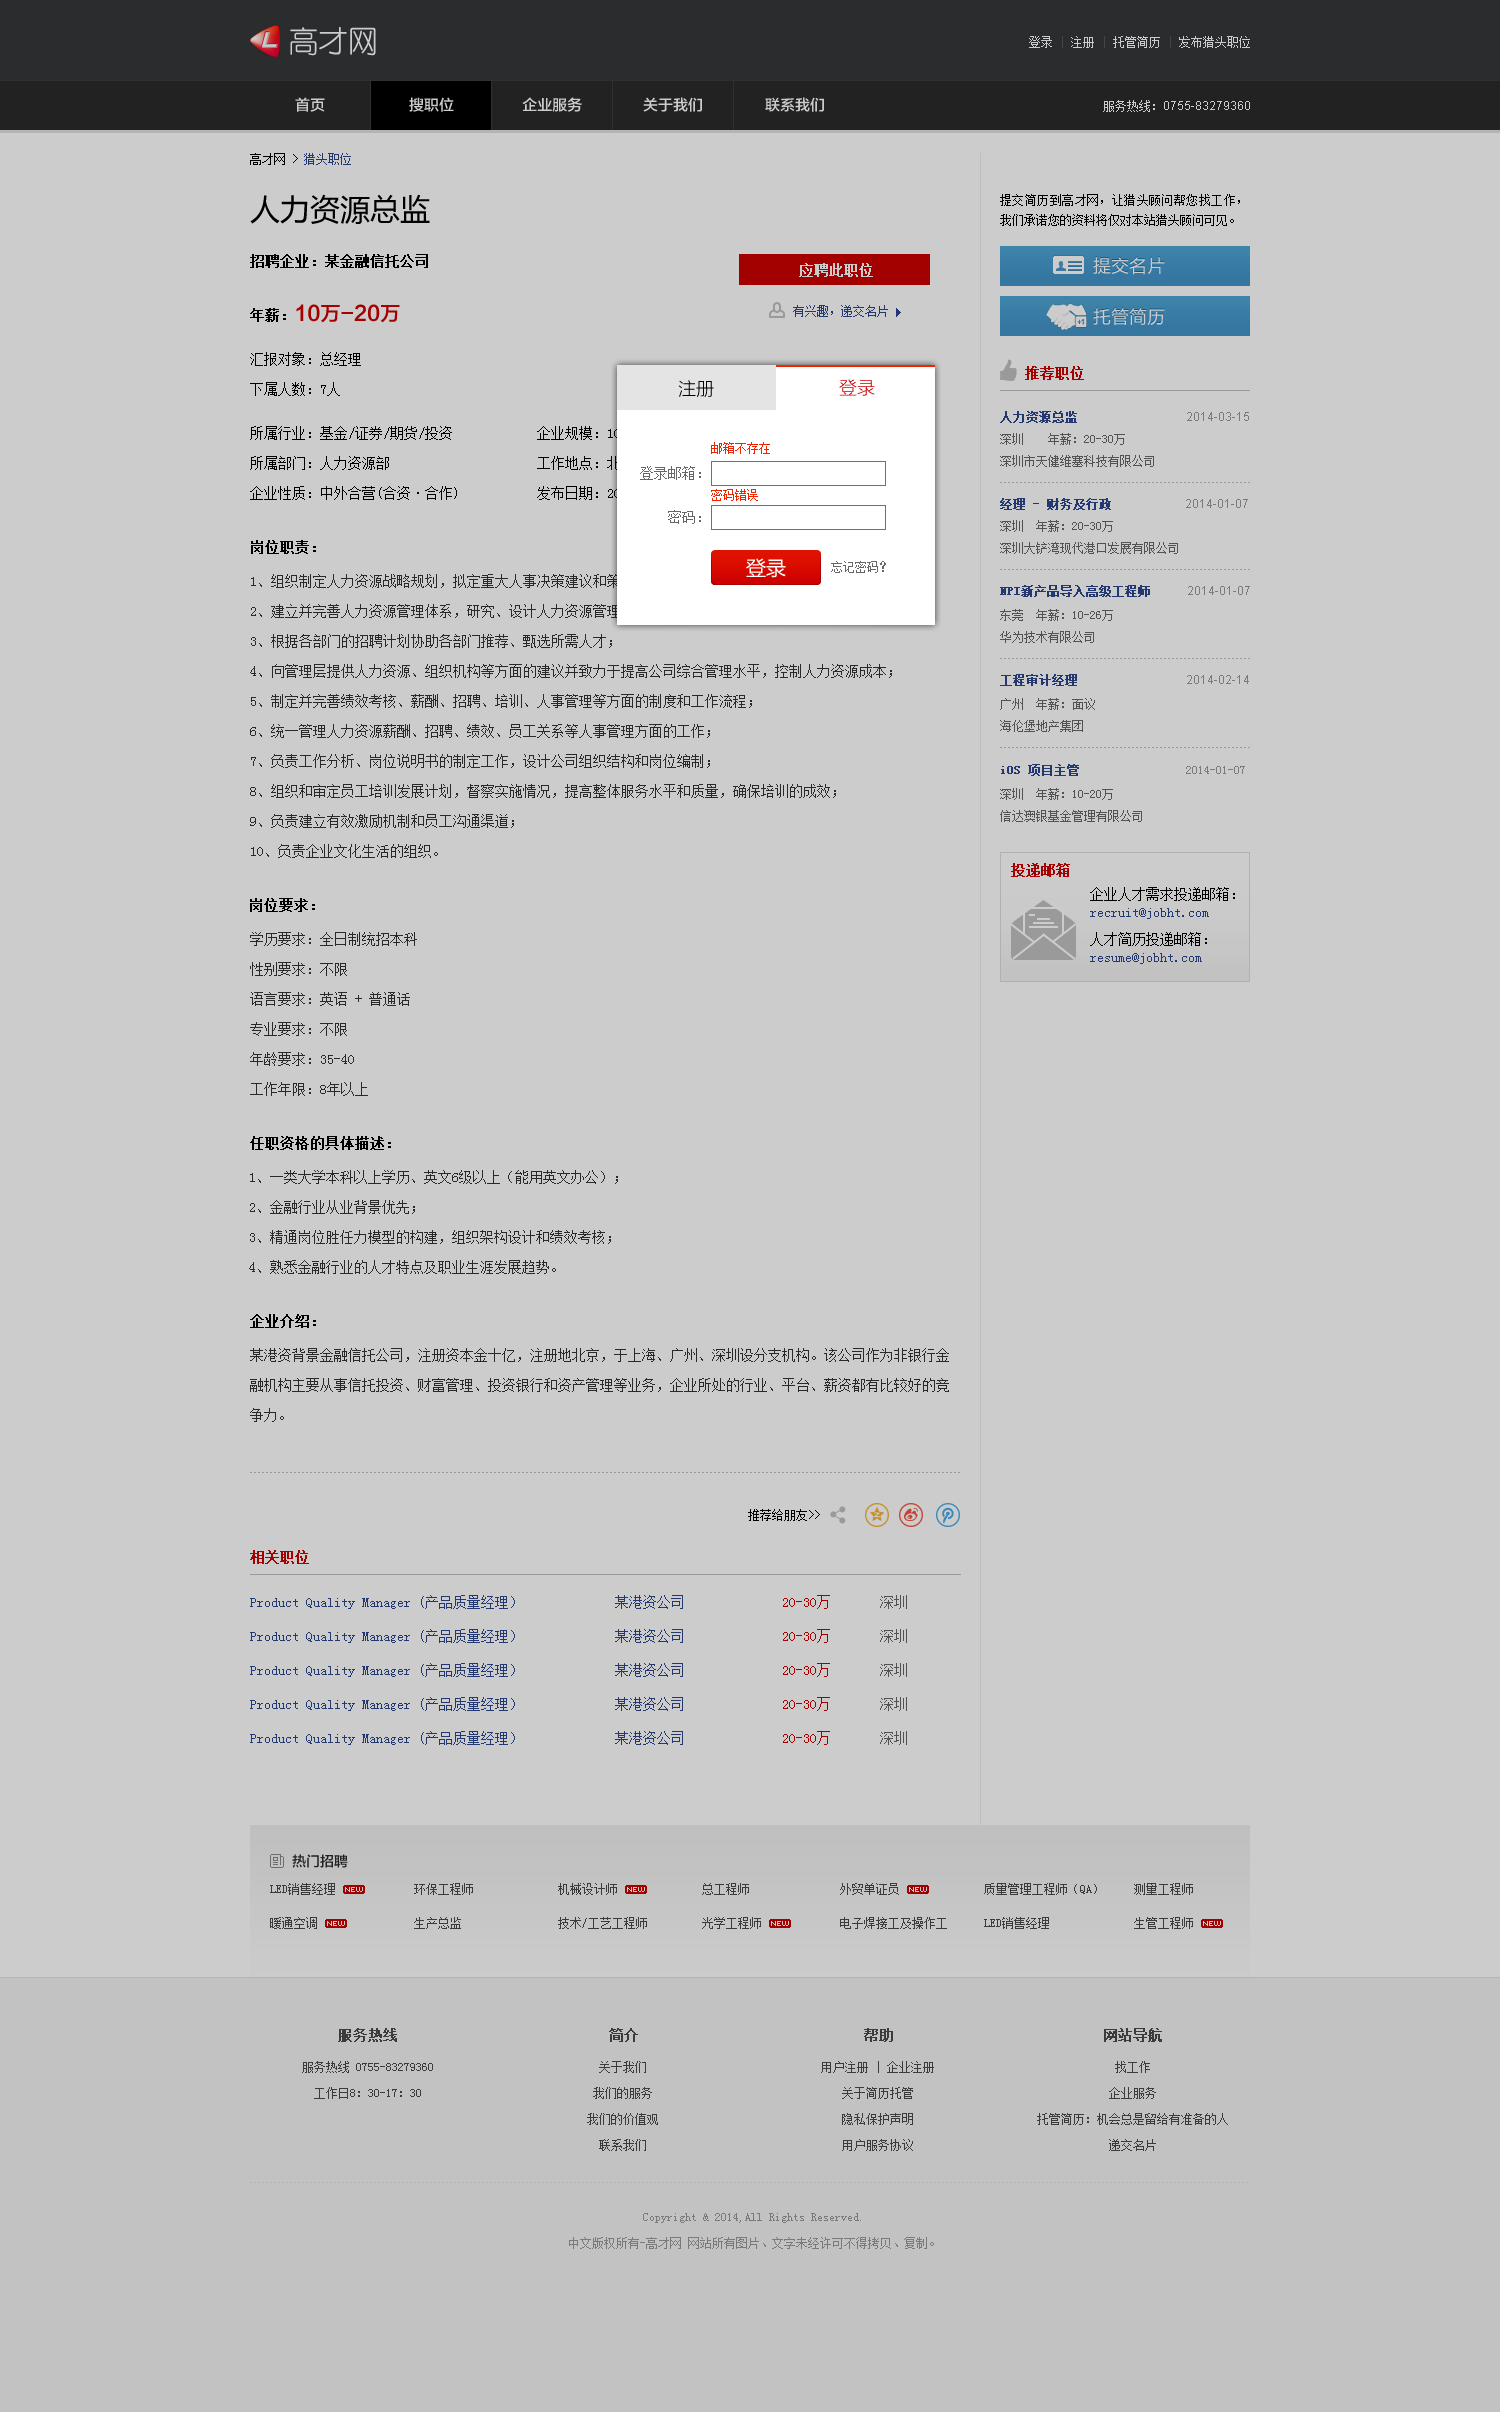 高才网
登录 | 注册 | 托管简历 | 发布猎头职位
首页 搜职位 企业服务 关于我们 联系我们 服务热线：0755-83279360
高才网 > 猎头职位
人力资源总监
招聘企业：某金融信托公司
应聘此职位
年薪：10万-20万
有兴趣，递交名片
汇报对象：总经理
下属人数：7人
所属行业：基金/证券/期货/投资 企业规模：10
所属部门：人力资源部 工作地点：北
企业性质：中外合营(合资·合作) 发布日期：20
注册 登录
邮箱不存在
登录邮箱：
密码错误
密码：
登录 忘记密码？
岗位职责：
1、组织制定人力资源战略规划，拟定重大人事决策建议和策
2、建立并完善人力资源管理体系，研究、设计人力资源管理
3、根据各部门的招聘计划协助各部门推荐、甄选所需人才；
4、向管理层提供人力资源、组织机构等方面的建议并致力于提高公司综合管理水平，控制人力资源成本；
5、制定并完善绩效考核、薪酬、招聘、培训、人事管理等方面的制度和工作流程；
6、统一管理人力资源薪酬、招聘、绩效、员工关系等人事管理方面的工作；
7、负责工作分析、岗位说明书的制定工作，设计公司组织结构和岗位编制；
8、组织和审定员工培训发展计划，督察实施情况，提高整体服务水平和质量，确保培训的成效；
9、负责建立有效激励机制和员工沟通渠道；
10、负责企业文化生活的组织。
岗位要求：
学历要求：全日制统招本科
性别要求：不限
语言要求：英语 + 普通话
专业要求：不限
年龄要求：35-40
工作年限：8年以上
任职资格的具体描述：
1、一类大学本科以上学历、英文6级以上（能用英文办公）；
2、金融行业从业背景优先；
3、精通岗位胜任力模型的构建，组织架构设计和绩效考核；
4、熟悉金融行业的人才特点及职业生涯发展趋势。
企业介绍：
某港资背景金融信托公司，注册资本金十亿，注册地北京，于上海、广州、深圳设分支机构。该公司作为非银行金
融机构主要从事信托投资、财富管理、投资银行和资产管理等业务，企业所处的行业、平台、薪资都有比较好的竞
争力。
推荐给朋友>>
相关职位
Product Quality Manager（产品质量经理） 某港资公司 20-30万 深圳
Product Quality Manager（产品质量经理） 某港资公司 20-30万 深圳
Product Quality Manager（产品质量经理） 某港资公司 20-30万 深圳
Product Quality Manager（产品质量经理） 某港资公司 20-30万 深圳
Product Quality Manager（产品质量经理） 某港资公司 20-30万 深圳
提交简历到高才网，让猎头顾问帮您找工作，
我们承诺您的资料将仅对本站猎头顾问可见。
提交名片
+1 托管简历
推荐职位
人力资源总监 2014-03-15
深圳 年薪：20-30万
深圳市天健维塞科技有限公司
经理 - 财务及行政 2014-01-07
深圳 年薪：20-30万
深圳大铲湾现代港口发展有限公司
NPI新产品导入高级工程师 2014-01-07
东莞 年薪：10-26万
华为技术有限公司
工程审计经理 2014-02-14
广州 年薪：面议
海伦堡地产集团
iOS 项目主管 2014-01-07
深圳 年薪：10-20万
信达澳银基金管理有限公司
投递邮箱
企业人才需求投递邮箱：
recruit@jobht.com
人才简历投递邮箱：
resume@jobht.com
热门招聘
LED销售经理 NEW 环保工程师 机械设计师 NEW 总工程师 外贸单证员 NEW 质量管理工程师（QA） 测量工程师
暖通空调 NEW 生产总监 技术/工艺工程师 光学工程师 NEW 电子焊接工及操作工 LED销售经理 生管工程师 NEW
服务热线 简介 帮助 网站导航
服务热线 0755-83279360 关于我们 用户注册 | 企业注册 找工作
工作日8：30-17：30 我们的服务 关于简历托管 企业服务
我们的价值观 隐私保护声明 托管简历：机会总是留给有准备的人
联系我们 用户服务协议 递交名片
Copyright & 2014,All Rights Reserved.
中文版权所有-高才网 网站所有图片、文字未经许可不得拷贝、复制。